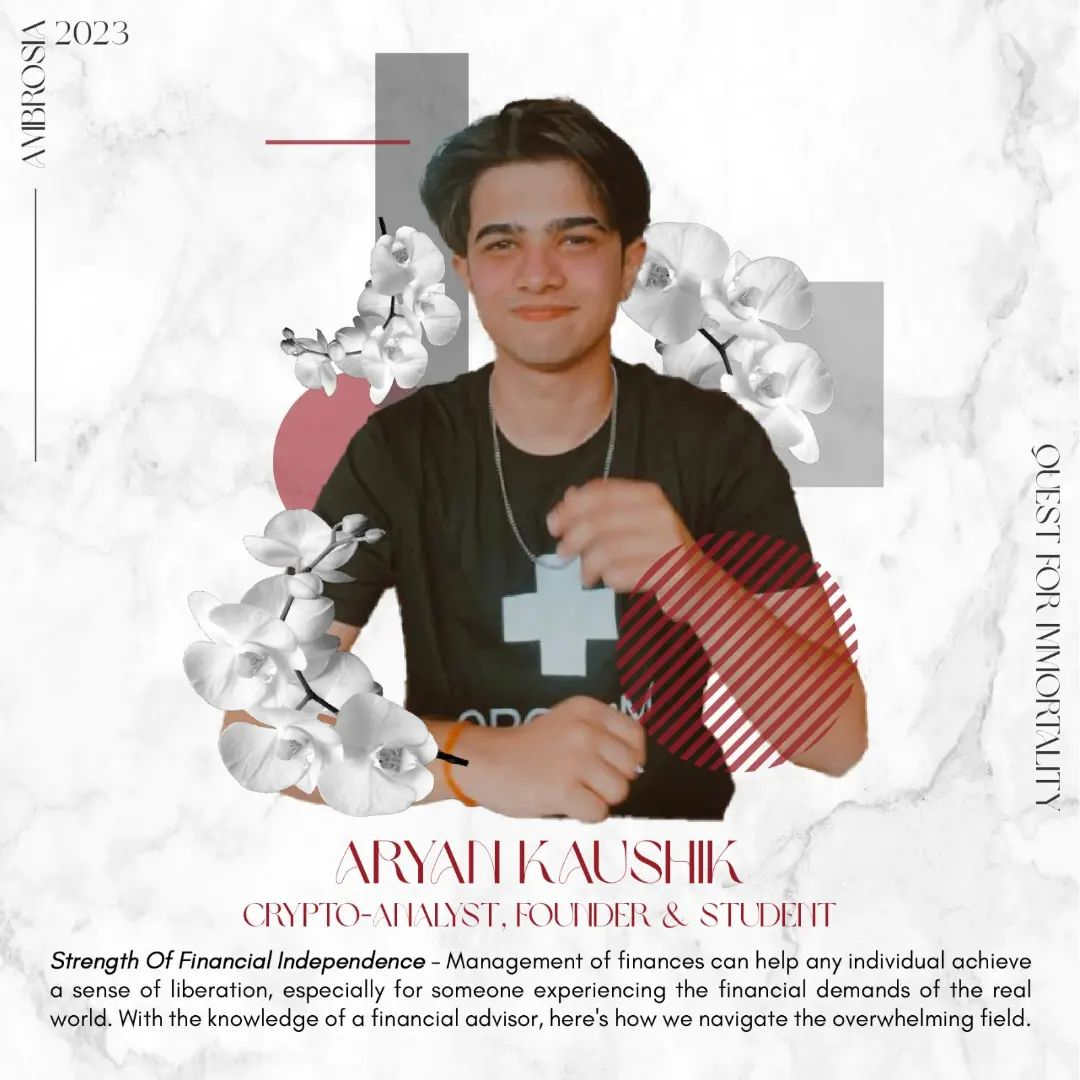 AMBROSIA 2023
QUEST FOR IMMORTALITY
ARYAN KAUSHIK
CRYPTO-ANALYST, FOUNDER & STUDENT
Strength Of Financial Independence - Management of finances can help any individual achieve
a sense of liberation, especially for someone experiencing the financial demands of the real
world. With the knowledge of a financial advisor, here's how we navigate the overwhelming field.